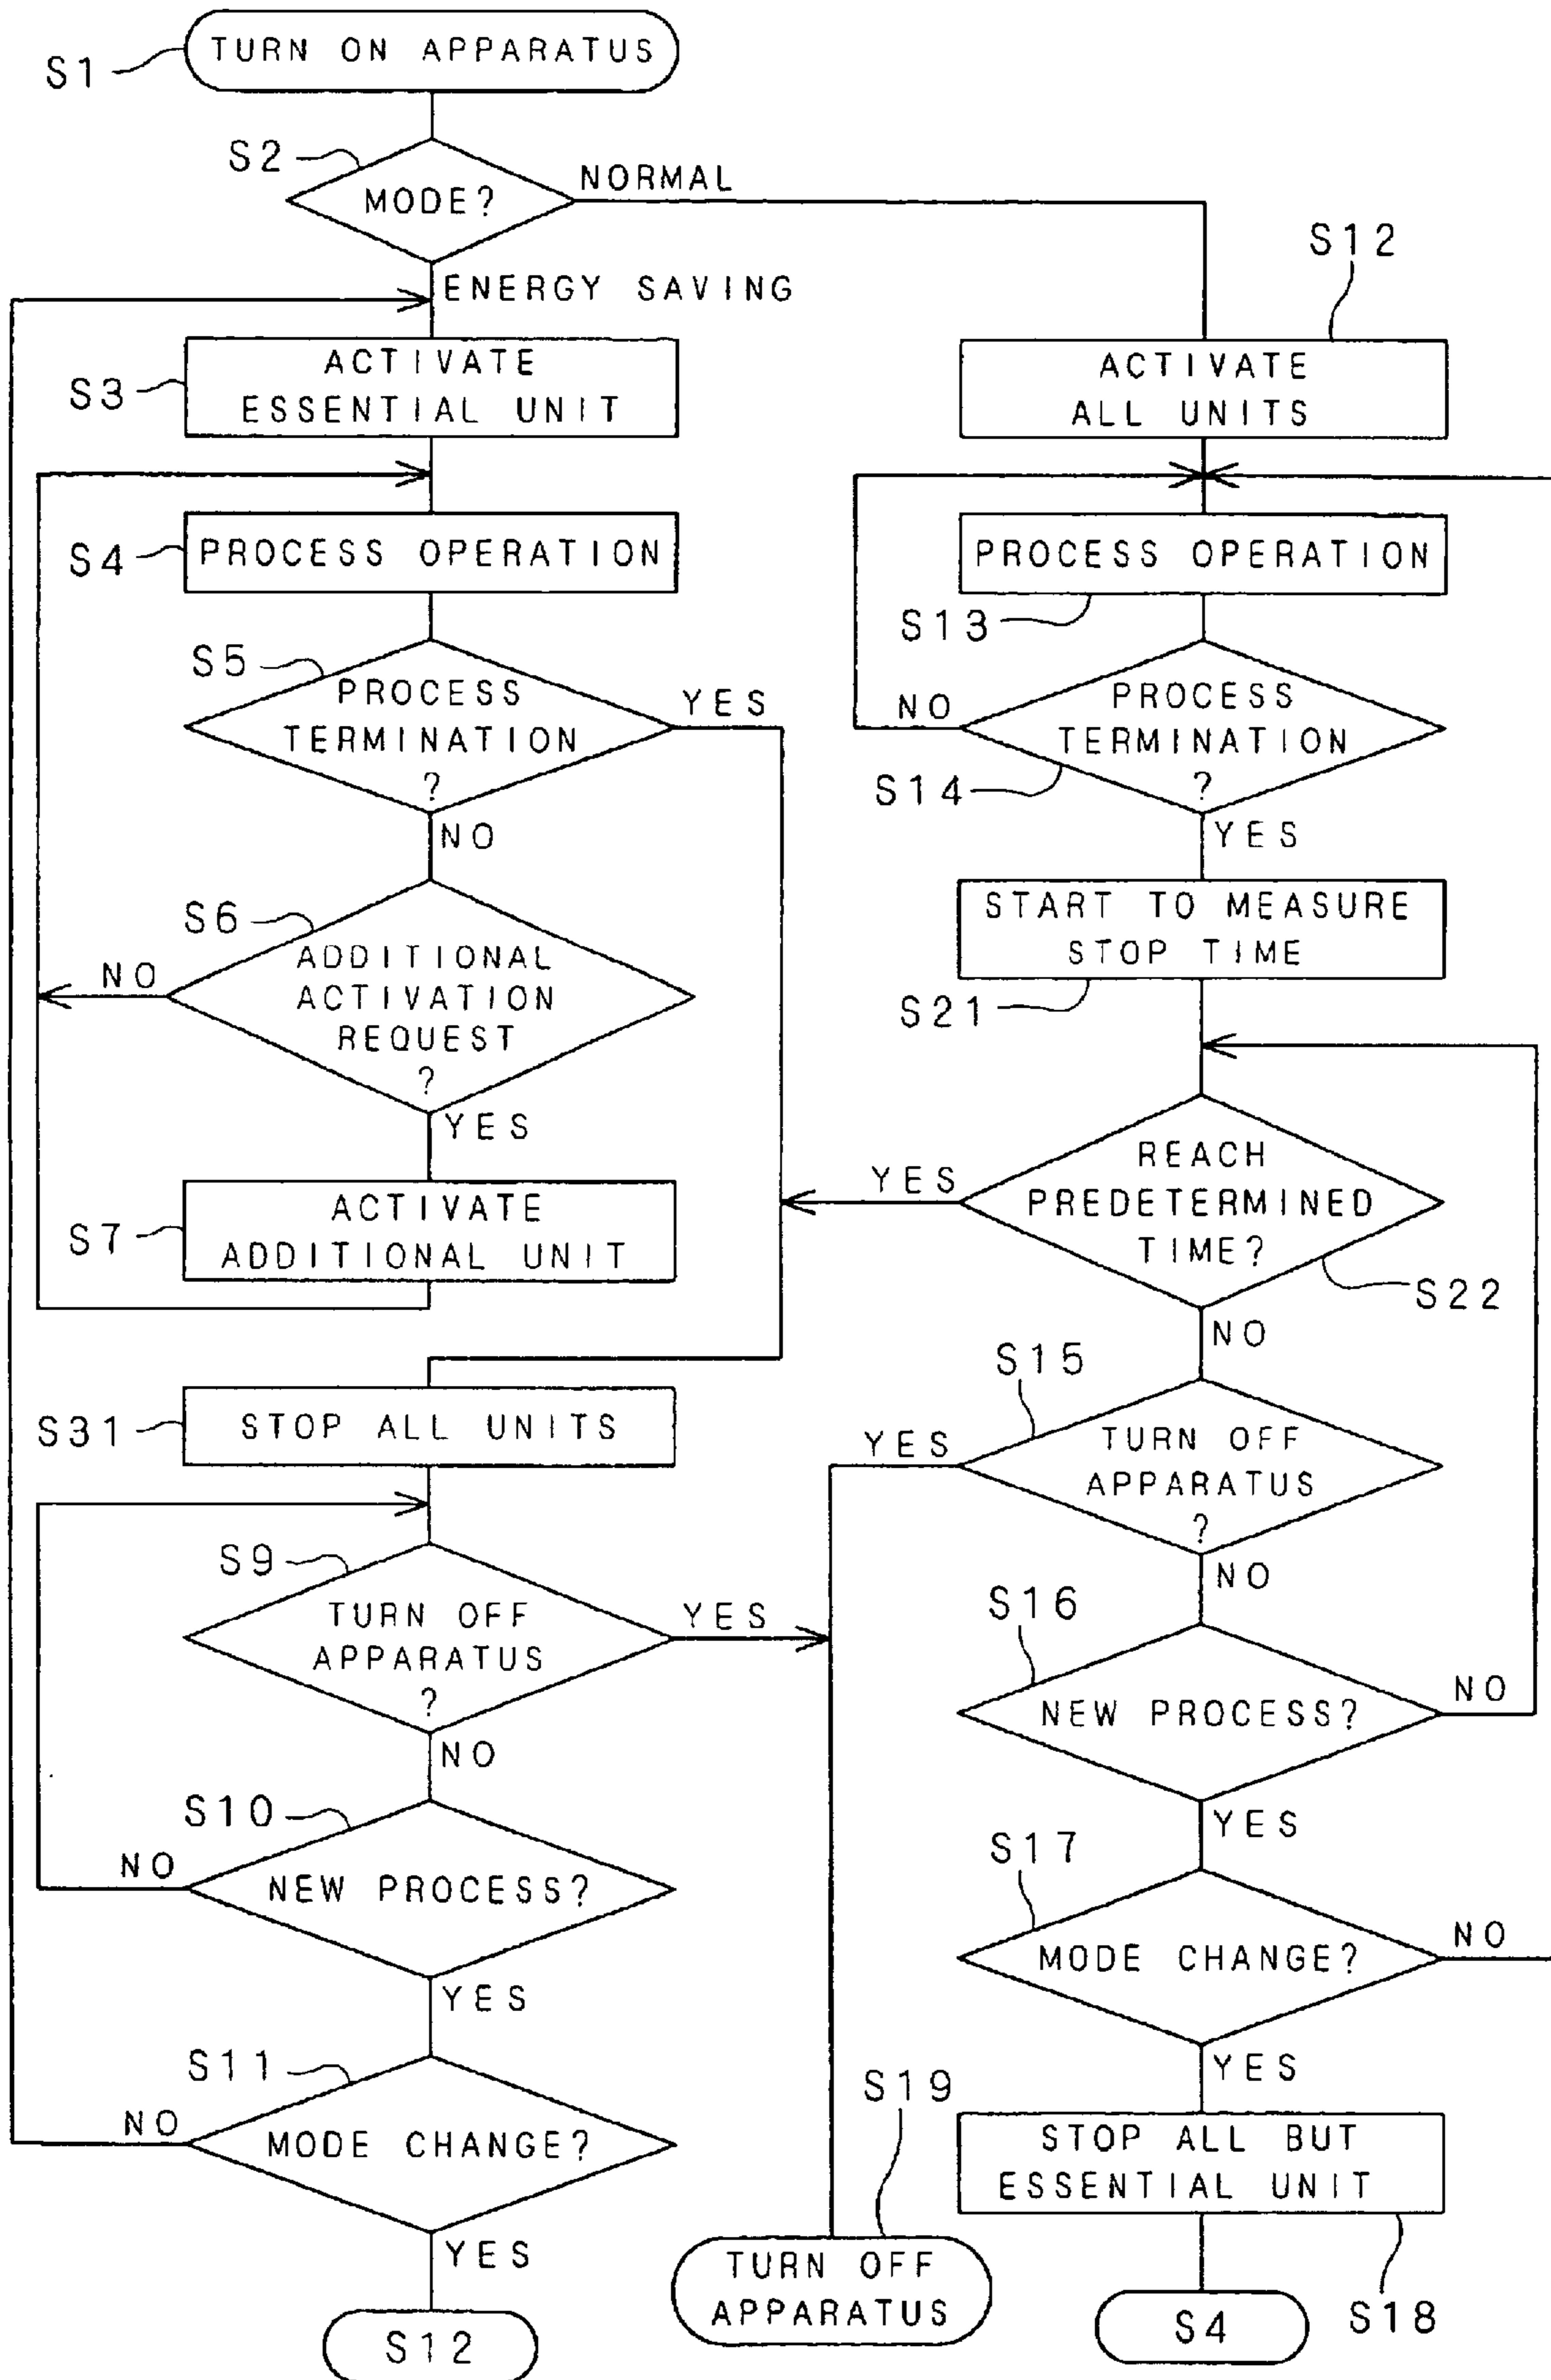 S1
TURN ON APPARATUS
S2
MODE?
NORMAL
ENERGY SAVING
S12
S3
ACTIVATE
ESSENTIAL UNIT
ACTIVATE
ALL UNITS
S4
PROCESS OPERATION
PROCESS OPERATION
S13
S5
PROCESS
TERMINATION
?
YES
NO
NO
PROCESS
TERMINATION
?
S14
YES
S6
ADDITIONAL
ACTIVATION
REQUEST
?
NO
YES
START TO MEASURE
STOP TIME
S21
S7
ACTIVATE
ADDITIONAL UNIT
YES
REACH
PREDETERMINED
TIME?
S22
NO
S31
STOP ALL UNITS
S15
YES
TURN OFF
APPARATUS
?
NO
S9
TURN OFF
APPARATUS
?
YES
NO
S16
NEW PROCESS?
NO
YES
S10
NO
NEW PROCESS?
YES
S17
MODE CHANGE?
NO
YES
S11
NO
MODE CHANGE?
YES
S12
S19
TURN OFF
APPARATUS
STOP ALL BUT
ESSENTIAL UNIT
S18
S4